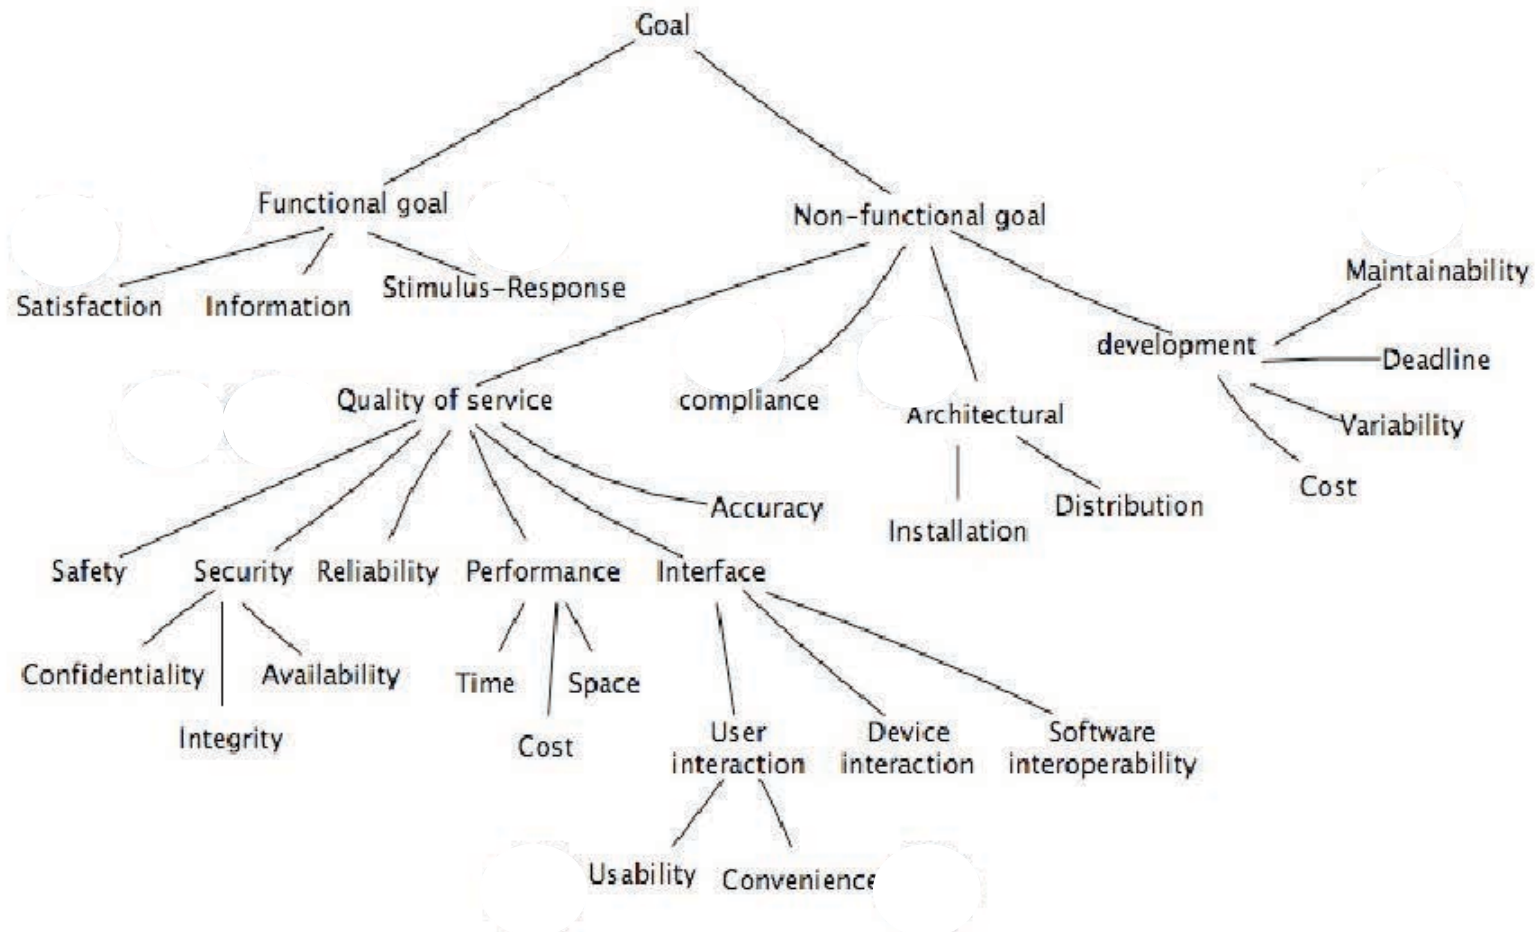 Goal
Functional goal
Non-functional goal
Satisfaction
Information
Stimulus-Response
Maintainability
development
Deadline
Quality of service
compliance
Architectural
Variability
Cost
Accuracy
Installation
Distribution
Safety
Security
Reliability
Performance
Interface
Confidentiality
Availability
Time
Space
Integrity
Cost
User
interaction
Device
interaction
Software
interoperability
Usability
Convenience